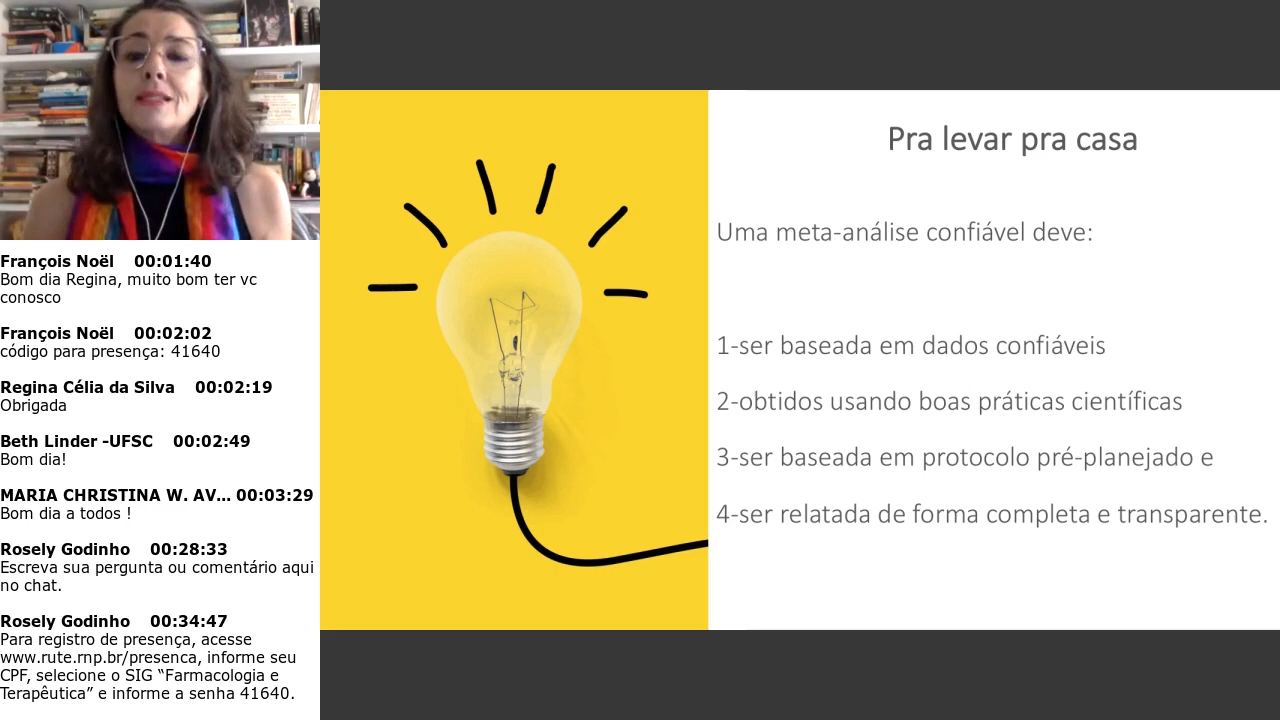 François Noël 00:01:40
Bom dia Regina, muito bom ter vc
conosco
François Noël 00:02:02
código para presença: 41640
Regina Célia da Silva 00:02:19
Obrigada
Beth Linder -UFSC 00:02:49
Bom dia!
MARIA CHRISTINA W. AV... 00:03:29
Bom dia a todos !
Rosely Godinho 00:28:33
Escreva sua pergunta ou comentário aqui
no chat.
Rosely Godinho 00:34:47
Para registro de presença, acesse
www.rute.rnp.br/presenca, informe seu
CPF, selecione o SIG “Farmacologia e
Terapêutica” e informe a senha 41640.
Pra levar pra casa
Uma meta-análise confiável deve:
1-ser baseada em dados confiáveis
2-obtidos usando boas práticas científicas
3-ser baseada em protocolo pré-planejado e
4-ser relatada de forma completa e transparente.